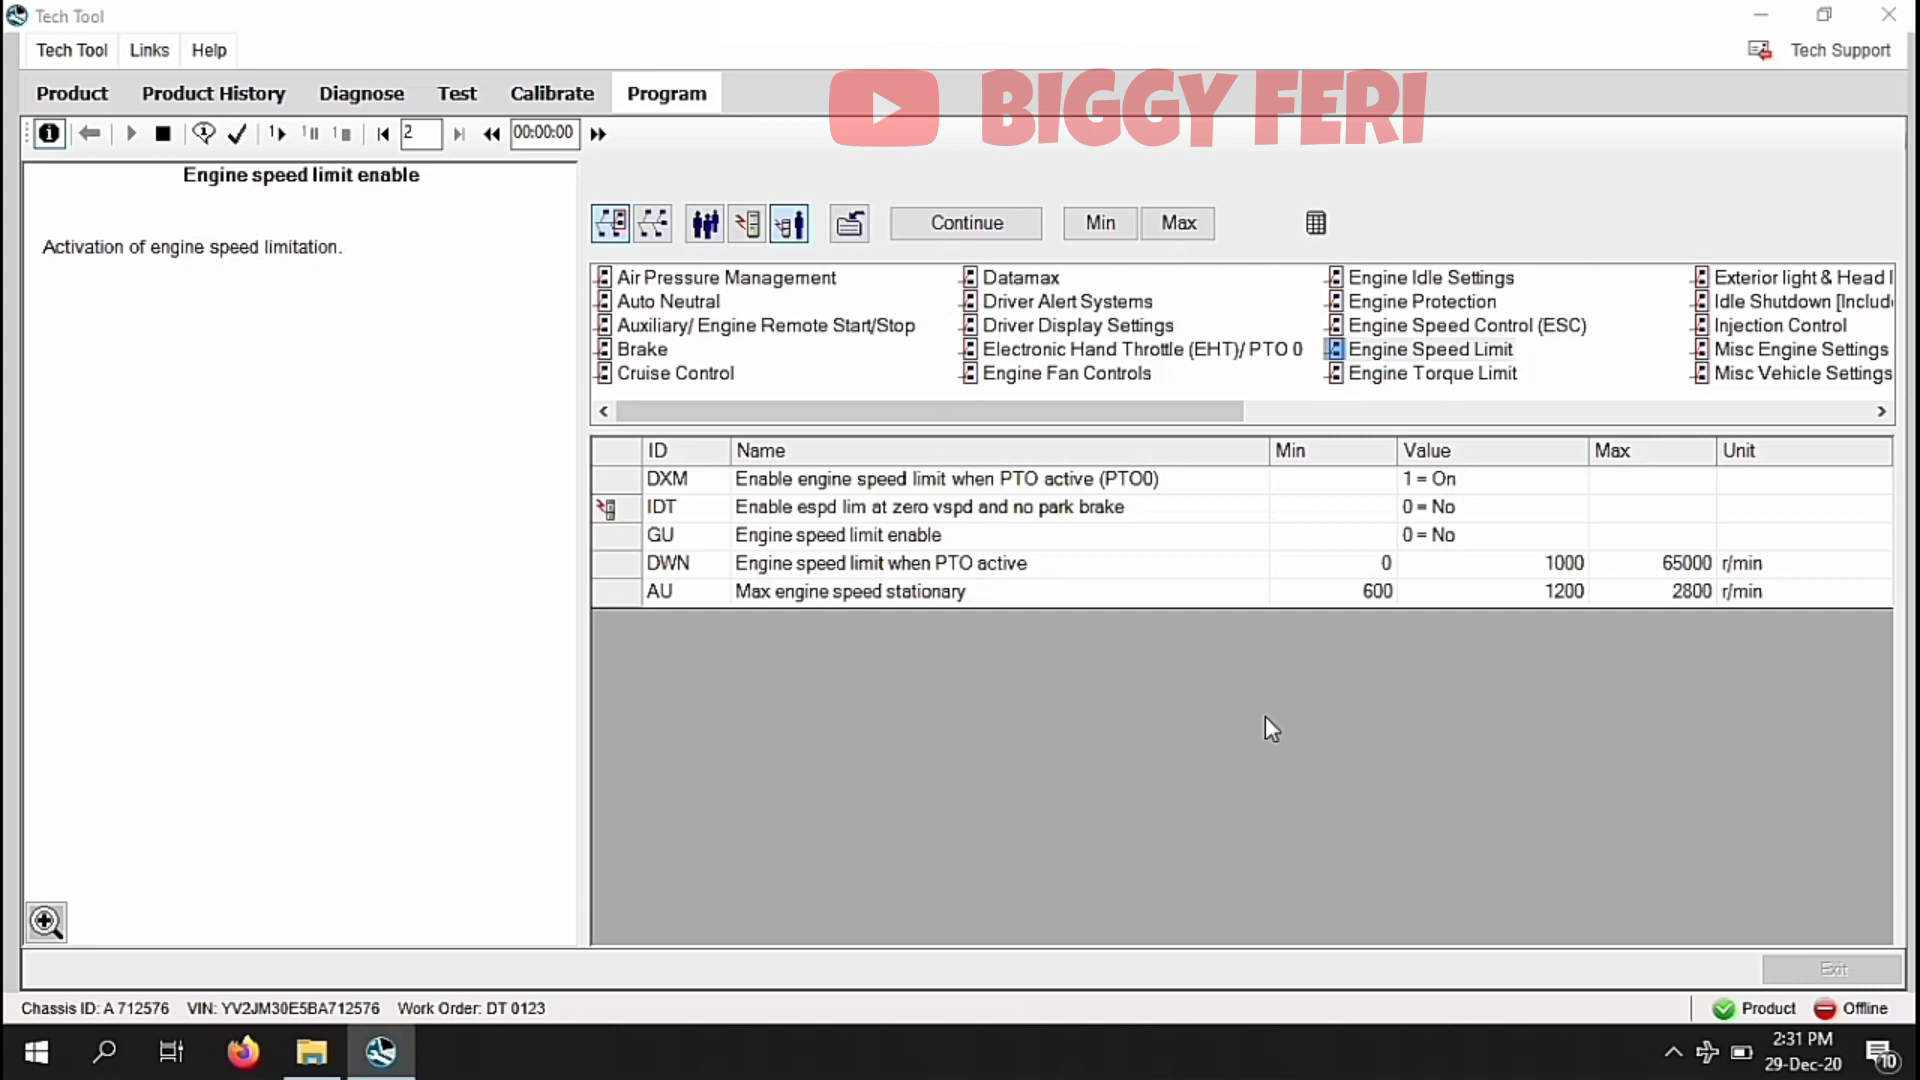 Tech Tool
Tech Tool Links Help Tech Support
BIGGY FERI
Product Product History Diagnose Test Calibrate Program
2 00:00:00
Engine speed limit enable
Activation of engine speed limitation.
Continue Min Max
Air Pressure Management Datamax Engine Idle Settings Exterior light & Head l
Auto Neutral Driver Alert Systems Engine Protection Idle Shutdown [Includ
Auxiliary/ Engine Remote Start/Stop Driver Display Settings Engine Speed Control (ESC) Injection Control
Brake Electronic Hand Throttle (EHT)/ PTO 0 Engine Speed Limit Misc Engine Settings
Cruise Control Engine Fan Controls Engine Torque Limit Misc Vehicle Settings
ID Name Min Value Max Unit
DXM Enable engine speed limit when PTO active (PTO0) 1 = On
IDT Enable espd lim at zero vspd and no park brake 0 = No
GU Engine speed limit enable 0 = No
DWN Engine speed limit when PTO active 0 1000 65000 r/min
AU Max engine speed stationary 600 1200 2800 r/min
Exit
Chassis ID: A 712576 VIN: YV2JM30E5BA712576 Work Order: DT 0123 Product Offline
2:31 PM
29-Dec-20
10